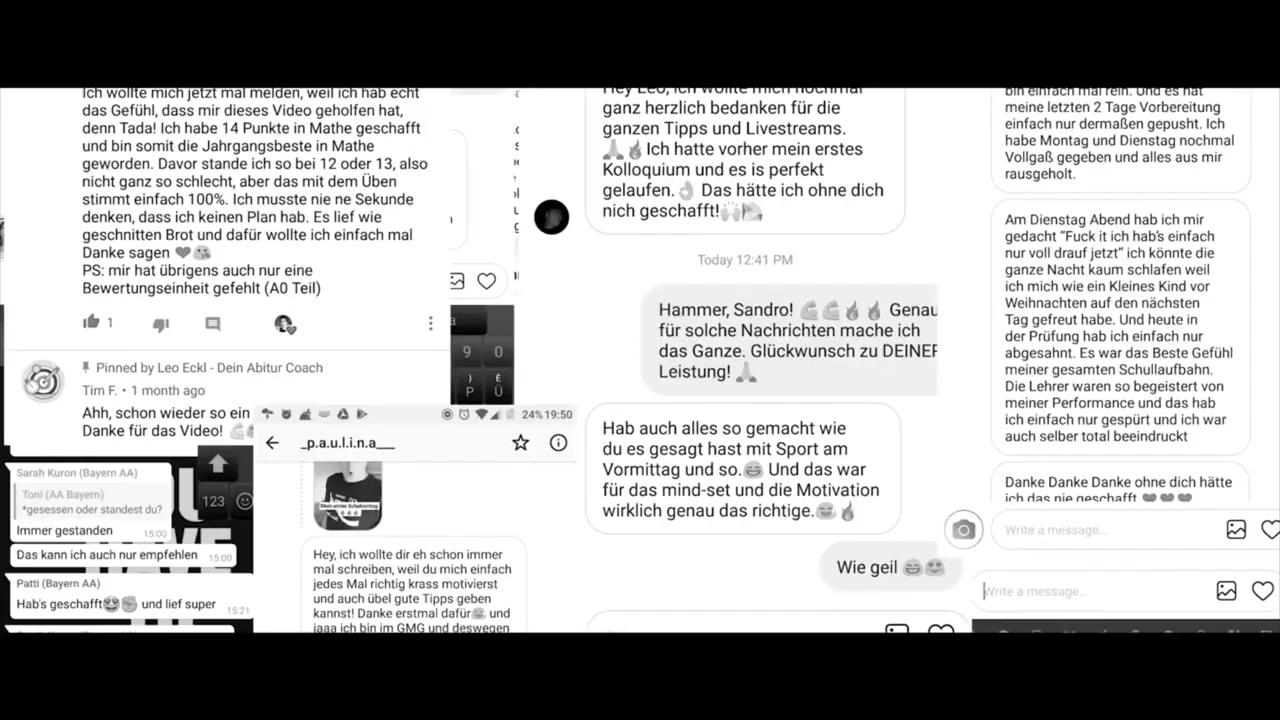 Ich wollte mich jetzt mal melden, weil ich hab echt
das Gefühl, dass mir dieses Video geholfen hat,
denn Tada! Ich habe 14 Punkte in Mathe geschafft
und bin somit die Jahrgangsbeste in Mathe
geworden. Davor stande ich so bei 12 oder 13, also
nicht ganz so schlecht, aber das mit dem Üben
stimmt einfach 100%. Ich musste nie ne Sekunde
denken, dass ich keinen Plan hab. Es lief wie
geschnitten Brot und dafür wollte ich einfach mal
Danke sagen ❤😘
PS: mir hat übrigens auch nur eine
Bewertungseinheit gefehlt (A0 Teil)
1
Pinned by Leo Eckl - Dein Abitur Coach
Tim F. • 1 month ago
Ahh, schon wieder so ein
Danke für das Video! 💪
a
9 0
) È
P Ü
123
Sarah Kuron (Bayern AA)
Toni (AA Bayern)
*gesessen oder standest du?
Immer gestanden 15:00
Das kann ich auch nur empfehlen 15:00
Patti (Bayern AA)
Hab's geschafft😍✊ und lief super 15:21
24% 19:50
_p.a.u.l.i.n.a___
Mein erster Schulvortrag
Hey, ich wollte dir eh schon immer
mal schreiben, weil du mich einfach
jedes Mal richtig krass motivierst
und auch übel gute Tipps geben
kannst! Danke erstmal dafür😁 und
jaaa ich bin im GMG und deswegen
Hey Leo, ich wollte mich nochmal
ganz herzlich bedanken für die
ganzen Tipps und Livestreams.
🙏🔥Ich hatte vorher mein erstes
Kolloquium und es is perfekt
gelaufen.👌 Das hätte ich ohne dich
nich geschafft!🙌🎉
Today 12:41 PM
Hammer, Sandro! 💪💪🔥🔥 Genau
für solche Nachrichten mache ich
das Ganze. Glückwunsch zu DEINER
Leistung! 🙏
Hab auch alles so gemacht wie
du es gesagt hast mit Sport am
Vormittag und so.😂 Und das war
für das mind-set und die Motivation
wirklich genau das richtige.😁🔥
Wie geil 😂😍
bin einfach mal rein. Und es hat
meine letzten 2 Tage Vorbereitung
einfach nur dermaßen gepusht. Ich
habe Montag und Dienstag nochmal
Vollgaß gegeben und alles aus mir
rausgeholt.
Am Dienstag Abend hab ich mir
gedacht “Fuck it ich hab’s einfach
nur voll drauf jetzt” ich könnte die
ganze Nacht kaum schlafen weil
ich mich wie ein Kleines Kind vor
Weihnachten auf den nächsten
Tag gefreut habe. Und heute in
der Prüfung hab ich einfach nur
abgesahnt. Es war das Beste Gefühl
meiner gesamten Schullaufbahn.
Die Lehrer waren so begeistert von
meiner Performance und das hab
ich einfach nur gespürt und ich war
auch selber total beeindruckt
Danke Danke Danke ohne dich hätte
ich das nie geschafft ❤❤❤
Write a message...
Write a message...